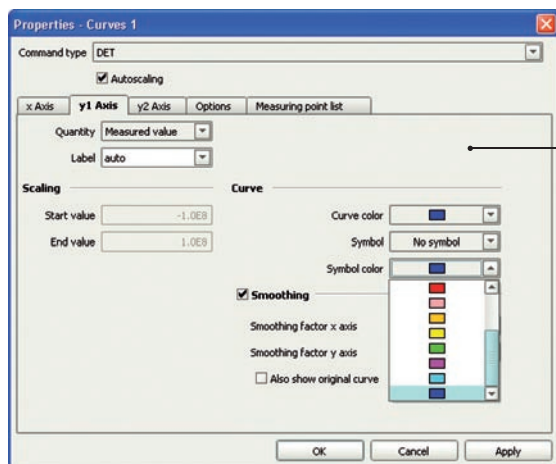 Properties - Curves 1
Command type DET
Autoscaling
x Axis y1 Axis y2 Axis Options Measuring point list
Quantity Measured value
Label auto
Scaling Curve
Start value -1.0E8 Curve color
End value 1.0E8 Symbol No symbol
Symbol color
Smoothing
Smoothing factor x axis
Smoothing factor y axis
Also show original curve
OK Cancel Apply